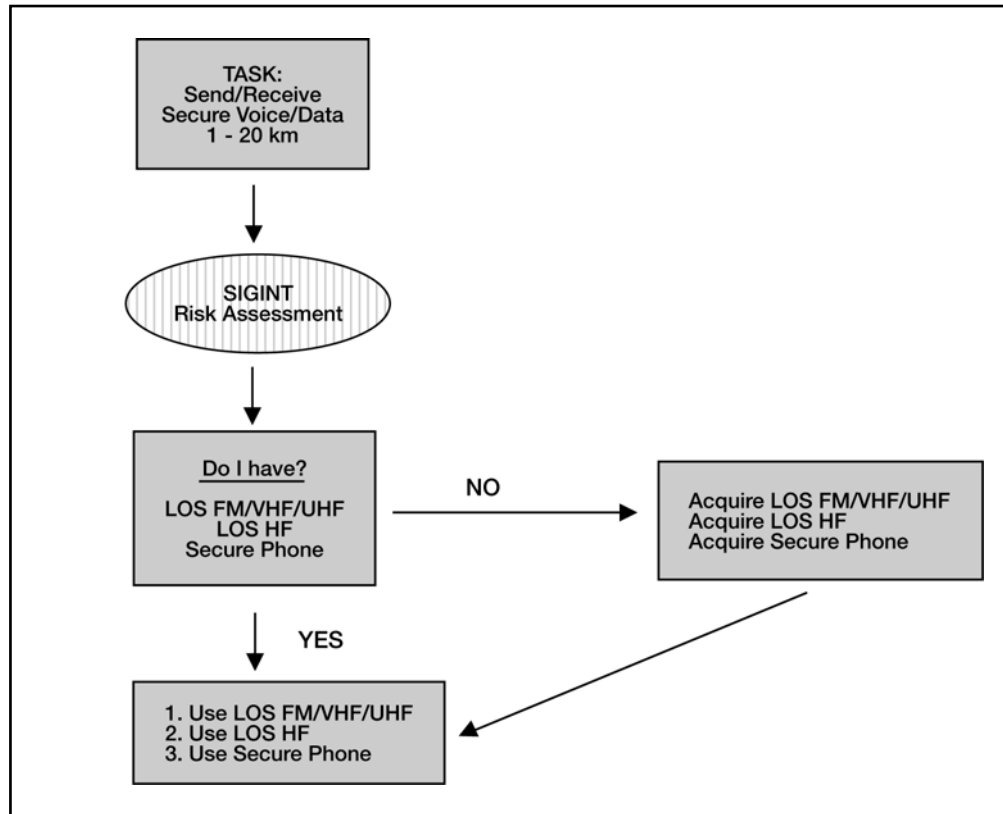 TASK:
Send/Receive
Secure Voice/Data
1 - 20 km
SIGINT
Risk Assessment
Do I have?
LOS FM/VHF/UHF
LOS HF
Secure Phone
NO
Acquire LOS FM/VHF/UHF
Acquire LOS HF
Acquire Secure Phone
YES
1. Use LOS FM/VHF/UHF
2. Use LOS HF
3. Use Secure Phone